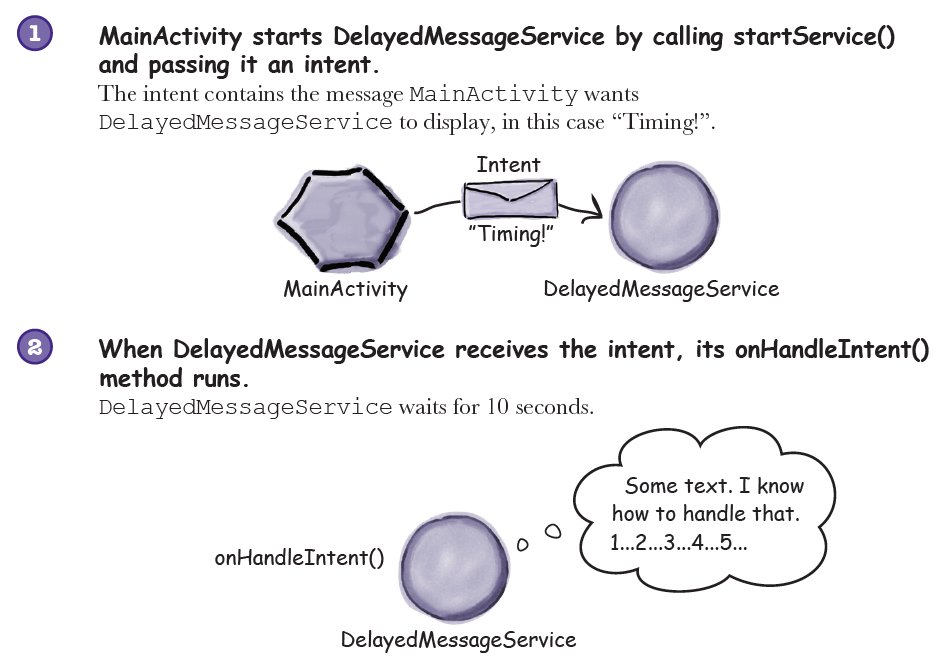 1
MainActivity starts DelayedMessageService by calling startService()
and passing it an intent.
The intent contains the message MainActivity wants
DelayedMessageService to display, in this case “Timing!”.
Intent
”Timing!”
MainActivity
DelayedMessageService
2
When DelayedMessageService receives the intent, its onHandleIntent()
method runs.
DelayedMessageService waits for 10 seconds.
Some text. I know
how to handle that.
1...2...3...4...5...
onHandleIntent()
DelayedMessageService